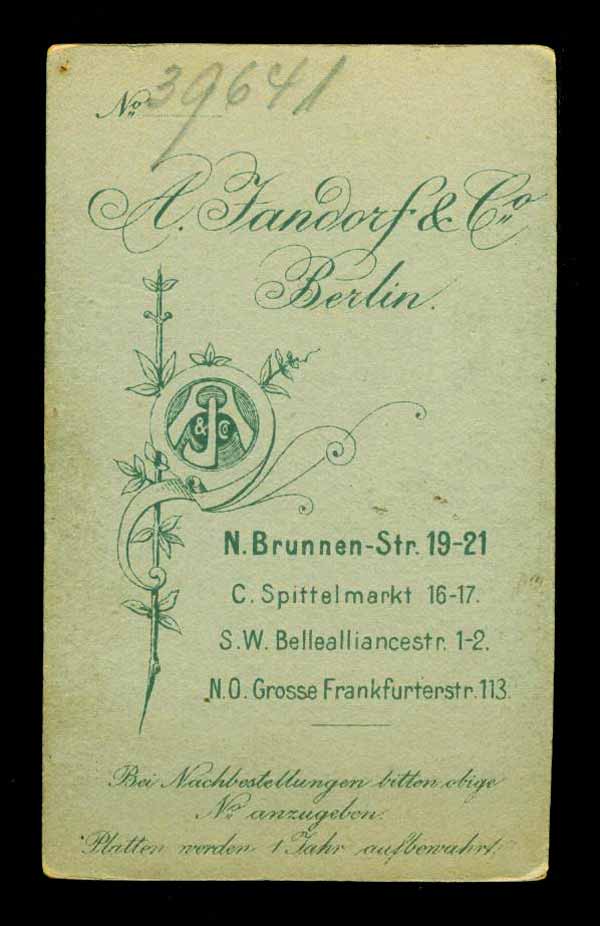 No 39641
A. Jandorf & Co
Berlin.
A J & Co
N. Brunnen-Str. 19-21
C. Spittelmarkt 16-17.
S.W. Bellealliancestr. 1-2.
N.O. Grosse Frankfurterstr. 113.
Bei Nachbestellungen bitten obige
No anzugeben.
Platten werden 1 Jahr aufbewahrt.